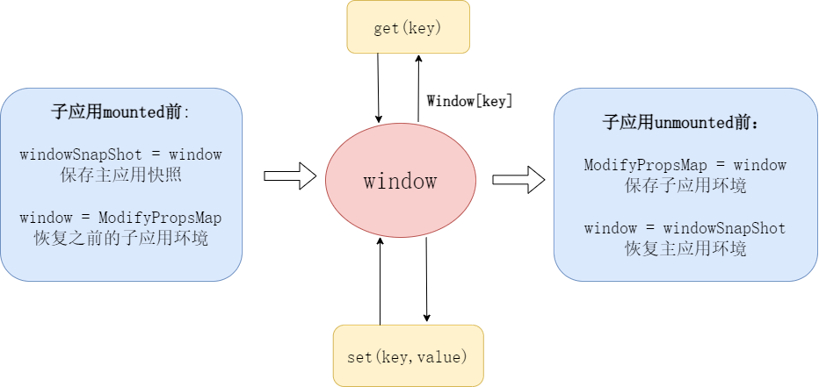 get(key)
Window[key]
子应用mounted前:
windowSnapShot = window
保存主应用快照
window = ModifyPropsMap
恢复之前的子应用环境
window
子应用unmounted前：
ModifyPropsMap = window
保存子应用环境
window = windowSnapShot
恢复主应用环境
set(key,value)